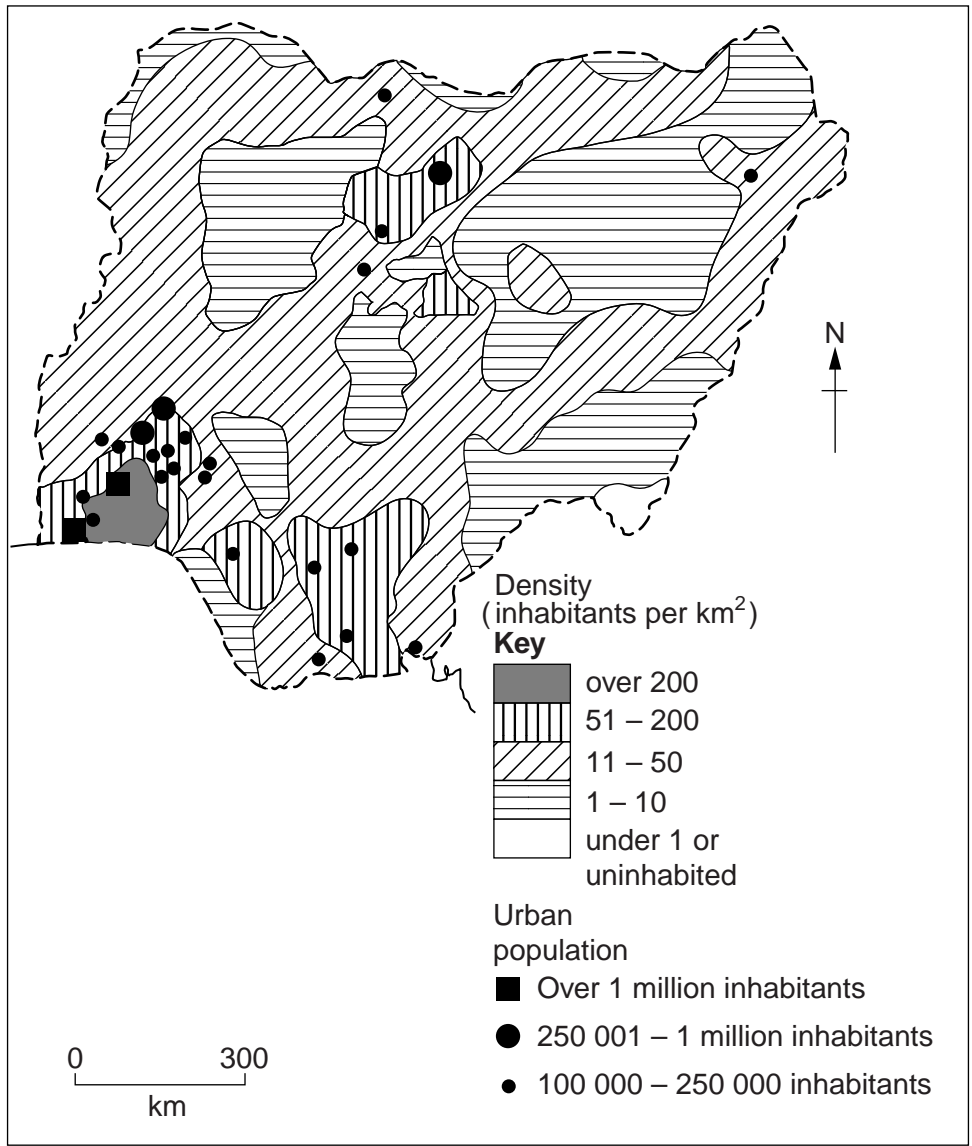 N
Density
(inhabitants per km²)
Key
over 200
51 – 200
11 – 50
1 – 10
under 1 or
uninhabited
Urban
population
Over 1 million inhabitants
250 001 – 1 million inhabitants
100 000 – 250 000 inhabitants
0 300
km